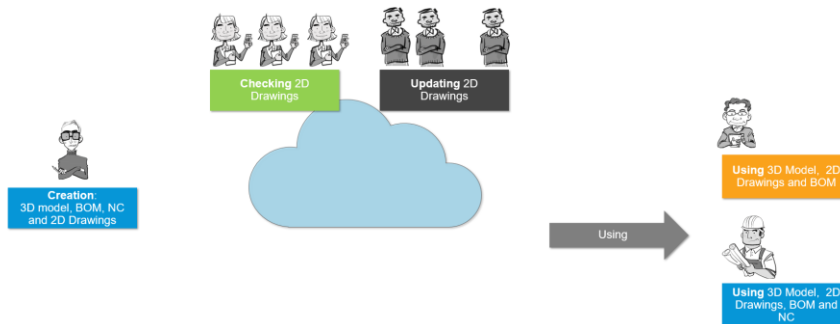 Checking 2D
Drawings
Updating 2D
Drawings
Creation:
3D model, BOM, NC
and 2D Drawings
Using 3D Model, 2D
Drawings and BOM
Using
Using 3D Model, 2D
Drawings, BOM and
NC